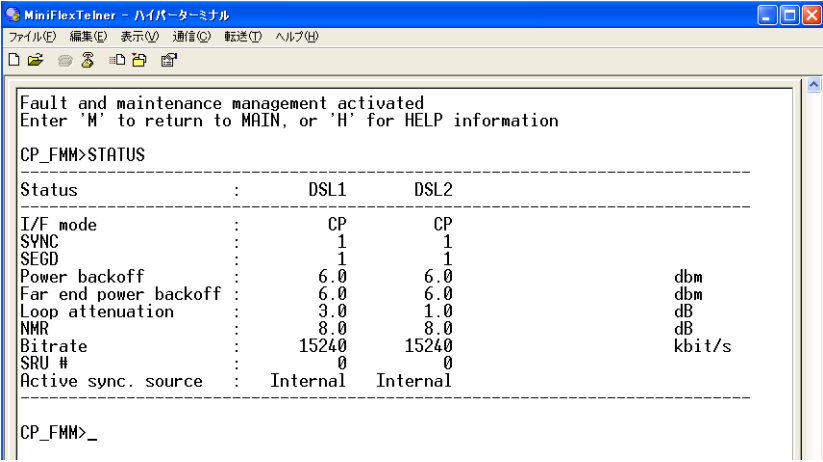 MiniFlexTelner - ハイパーターミナル
ファイル(F) 編集(E) 表示(V) 通信(C) 転送(T) ヘルプ(H)
Fault and maintenance management activated
Enter 'M' to return to MAIN, or 'H' for HELP information
CP_FMM>STATUS
--------------------------------------------------------------------------------
Status : DSL1 DSL2
--------------------------------------------------------------------------------
I/F mode : CP CP
SYNC : 1 1
SEGD : 1 1
Power backoff : 6.0 6.0 dbm
Far end power backoff : 6.0 6.0 dbm
Loop attenuation : 3.0 1.0 dB
NMR : 8.0 8.0 dB
Bitrate : 15240 15240 kbit/s
SRU # : 0 0
Active sync. source : Internal Internal
--------------------------------------------------------------------------------
CP_FMM>_